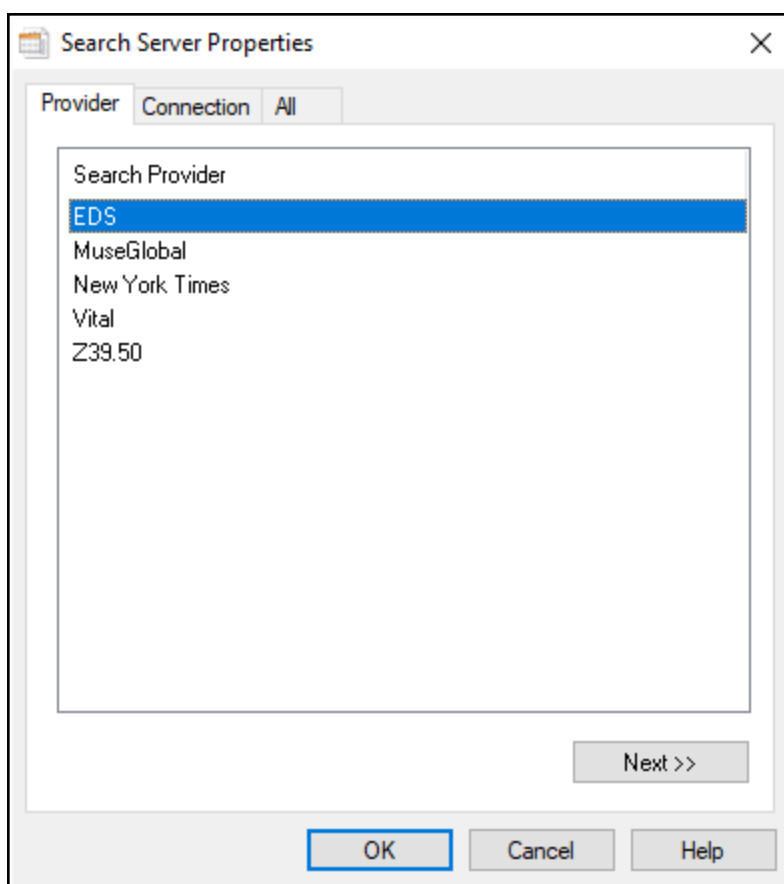 Search Server Properties
Provider Connection All
Search Provider
EDS
MuseGlobal
New York Times
Vital
Z39.50
Next >>
OK Cancel Help